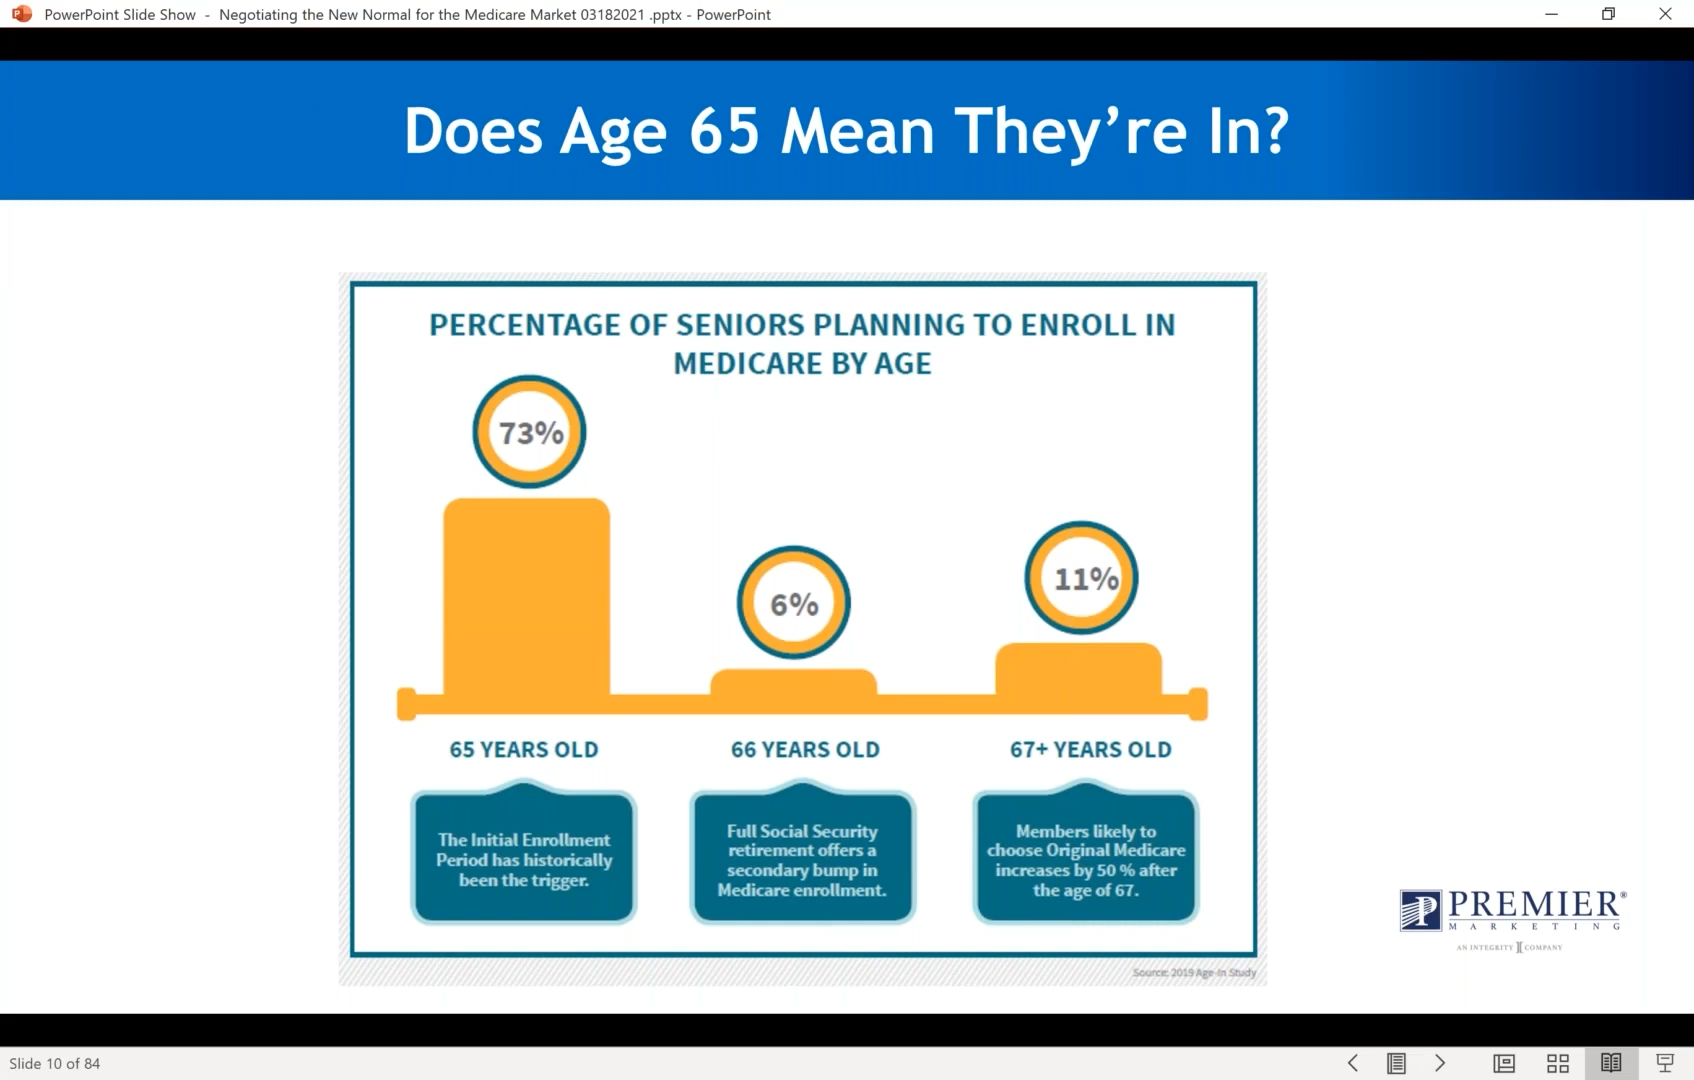 PowerPoint Slide Show - Negotiating the New Normal for the Medicare Market 03182021 .pptx - PowerPoint
Does Age 65 Mean They’re In?
PERCENTAGE OF SENIORS PLANNING TO ENROLL IN
MEDICARE BY AGE
73%
6%
11%
65 YEARS OLD
66 YEARS OLD
67+ YEARS OLD
The Initial Enrollment
Period has historically
been the trigger.
Full Social Security
retirement offers a
secondary bump in
Medicare enrollment.
Members likely to
choose Original Medicare
increases by 50 % after
the age of 67.
Source: 2019 Age-In Study
P PREMIER®
MARKETING
AN INTEGRITY COMPANY
Slide 10 of 84